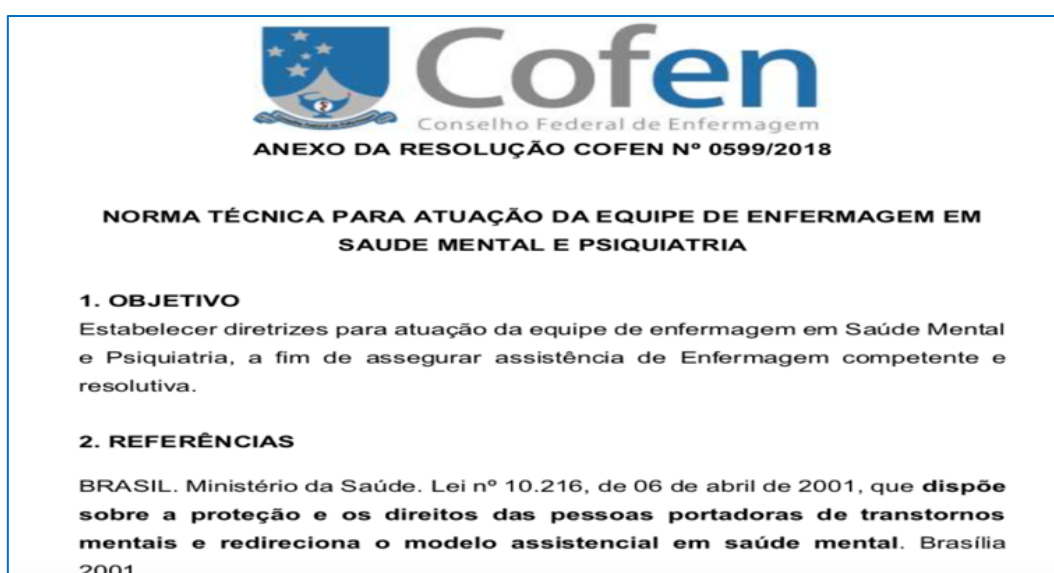 Cofen
Conselho Federal de Enfermagem
ANEXO DA RESOLUÇÃO COFEN Nº 0599/2018
NORMA TÉCNICA PARA ATUAÇÃO DA EQUIPE DE ENFERMAGEM EM
SAUDE MENTAL E PSIQUIATRIA
1. OBJETIVO
Estabelecer diretrizes para atuação da equipe de enfermagem em Saúde Mental
e Psiquiatria, a fim de assegurar assistência de Enfermagem competente e
resolutiva.
2. REFERÊNCIAS
BRASIL. Ministério da Saúde. Lei nº 10.216, de 06 de abril de 2001, que dispõe
sobre a proteção e os direitos das pessoas portadoras de transtornos
mentais e redireciona o modelo assistencial em saúde mental. Brasília
2001